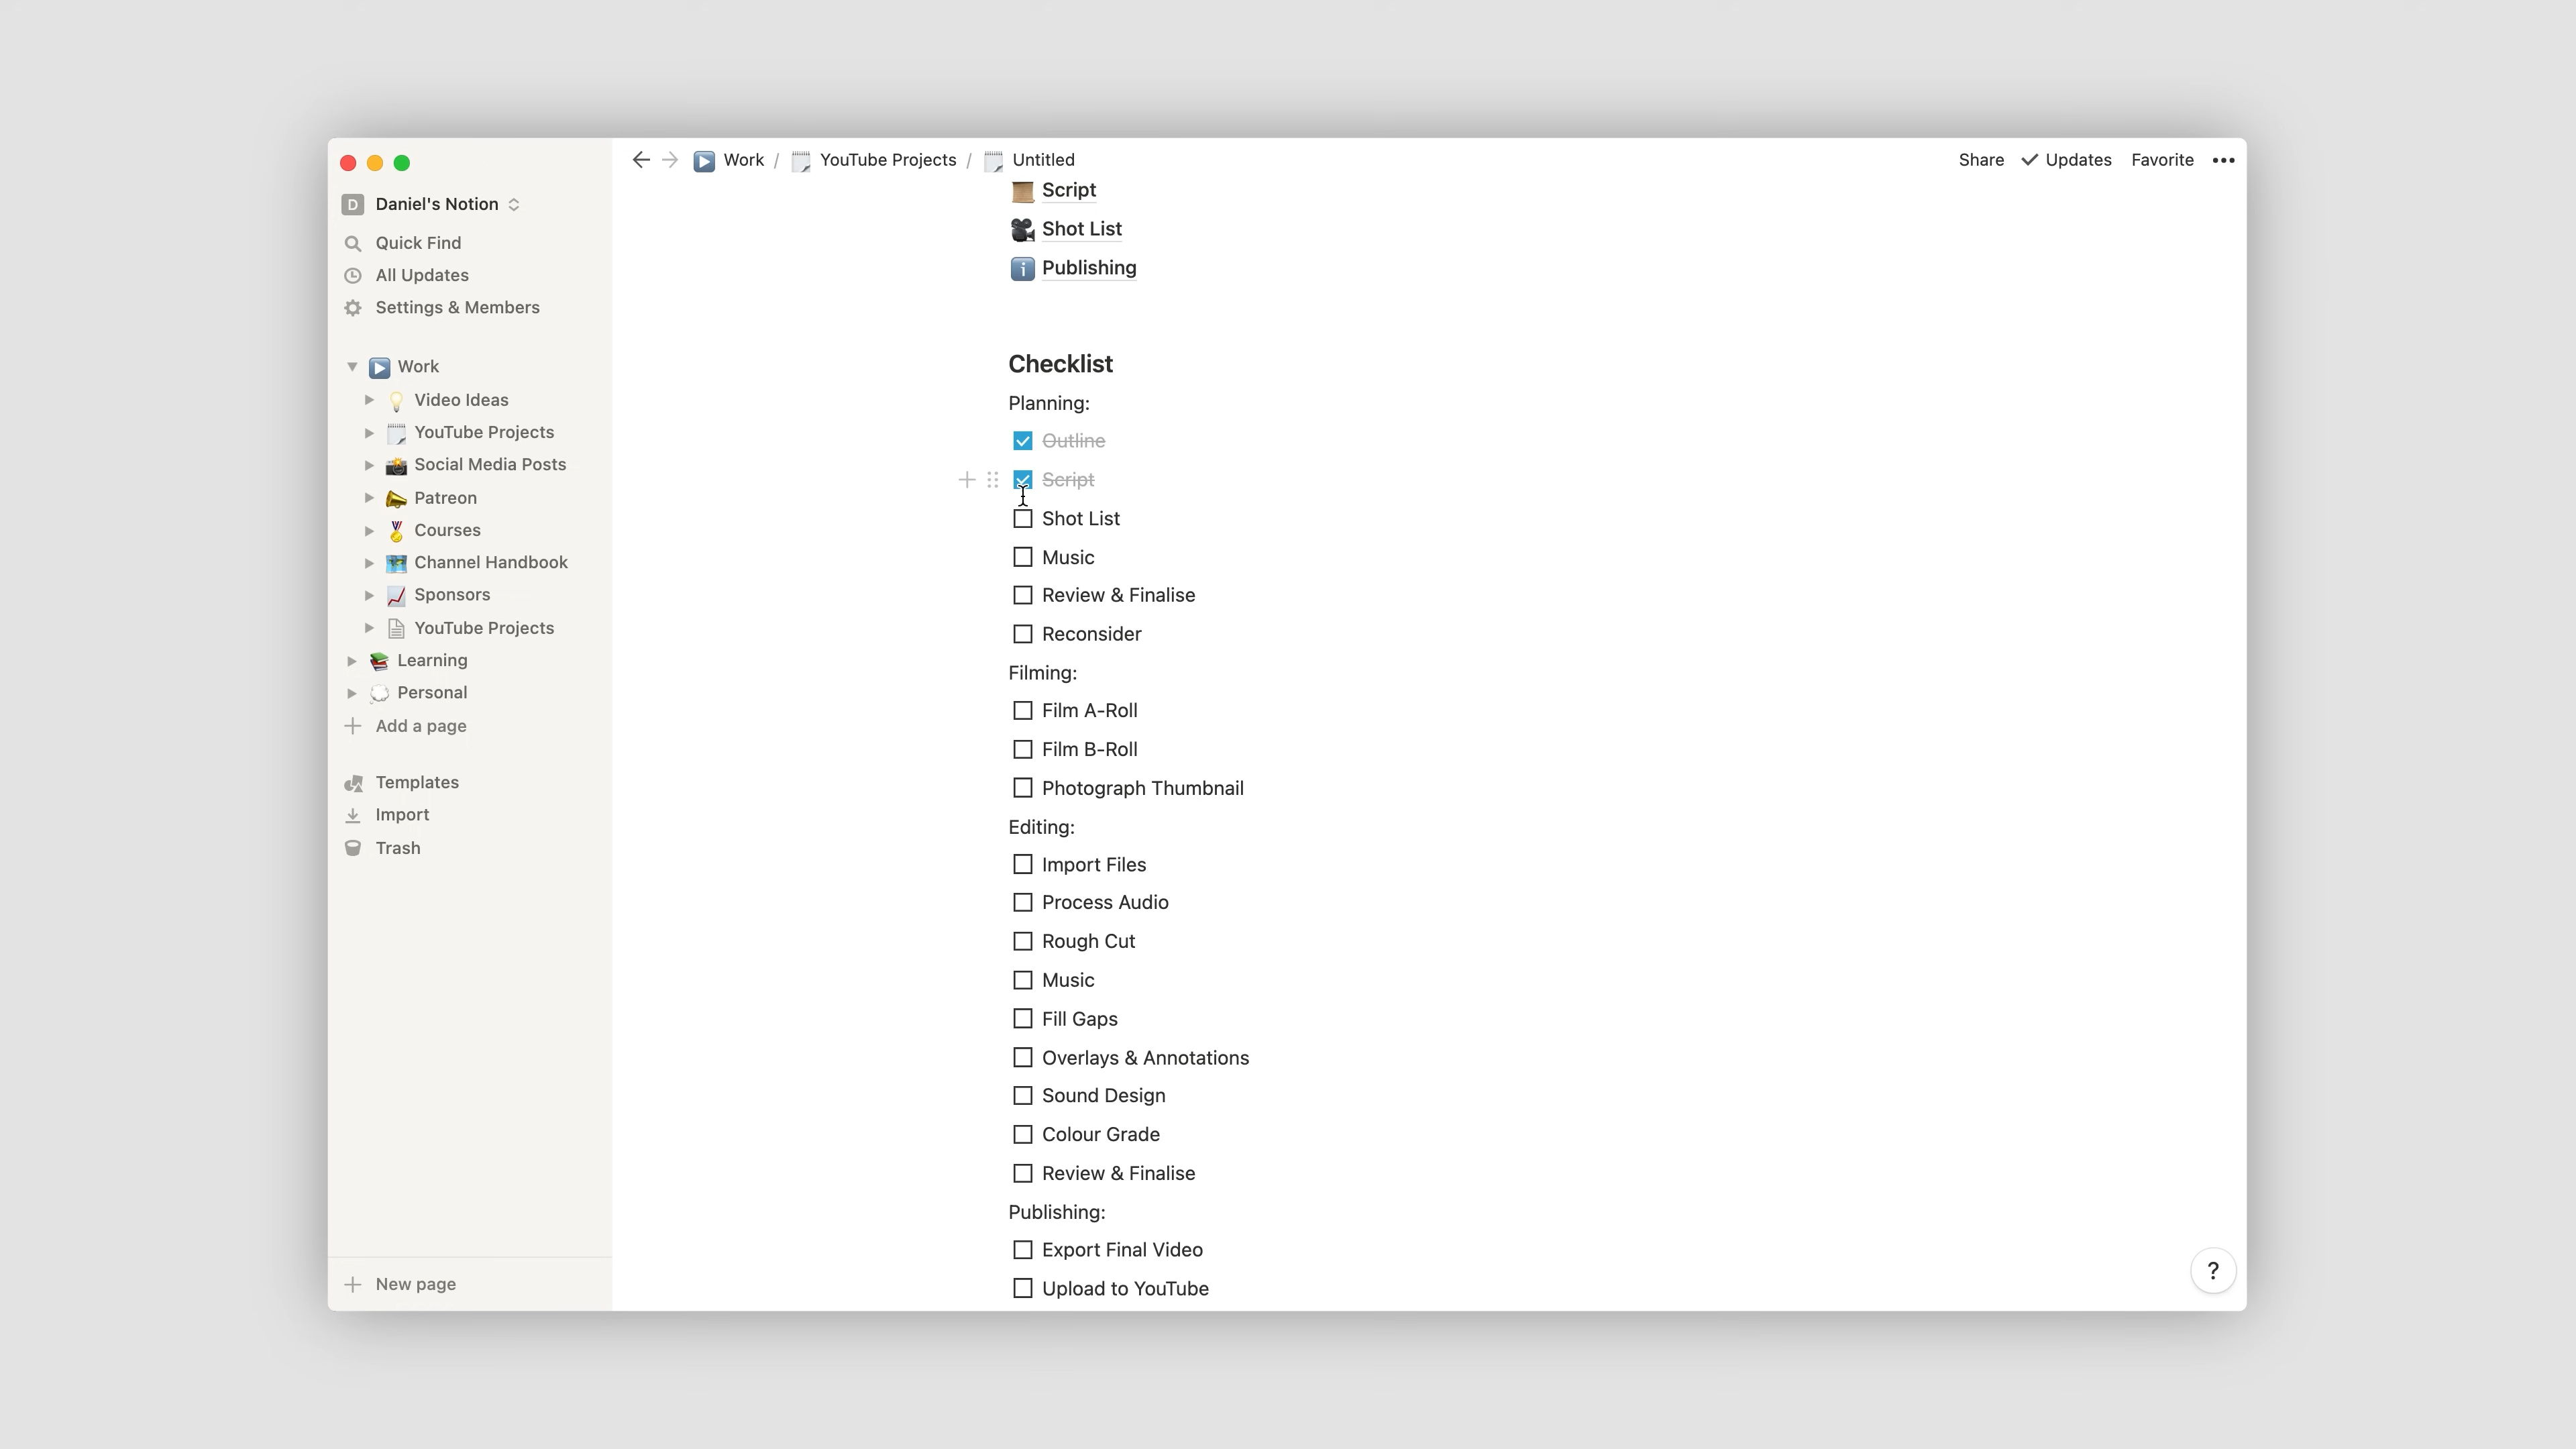 Work / YouTube Projects / Untitled
Share Updates Favorite
D Daniel's Notion
Quick Find
All Updates
Settings & Members
Work
Video Ideas
YouTube Projects
Social Media Posts
Patreon
Courses
Channel Handbook
Sponsors
YouTube Projects
Learning
Personal
Add a page
Templates
Import
Trash
New page
Script
Shot List
Publishing
Checklist
Planning:
Outline
Script
Shot List
Music
Review & Finalise
Reconsider
Filming:
Film A-Roll
Film B-Roll
Photograph Thumbnail
Editing:
Import Files
Process Audio
Rough Cut
Music
Fill Gaps
Overlays & Annotations
Sound Design
Colour Grade
Review & Finalise
Publishing:
Export Final Video
Upload to YouTube
?